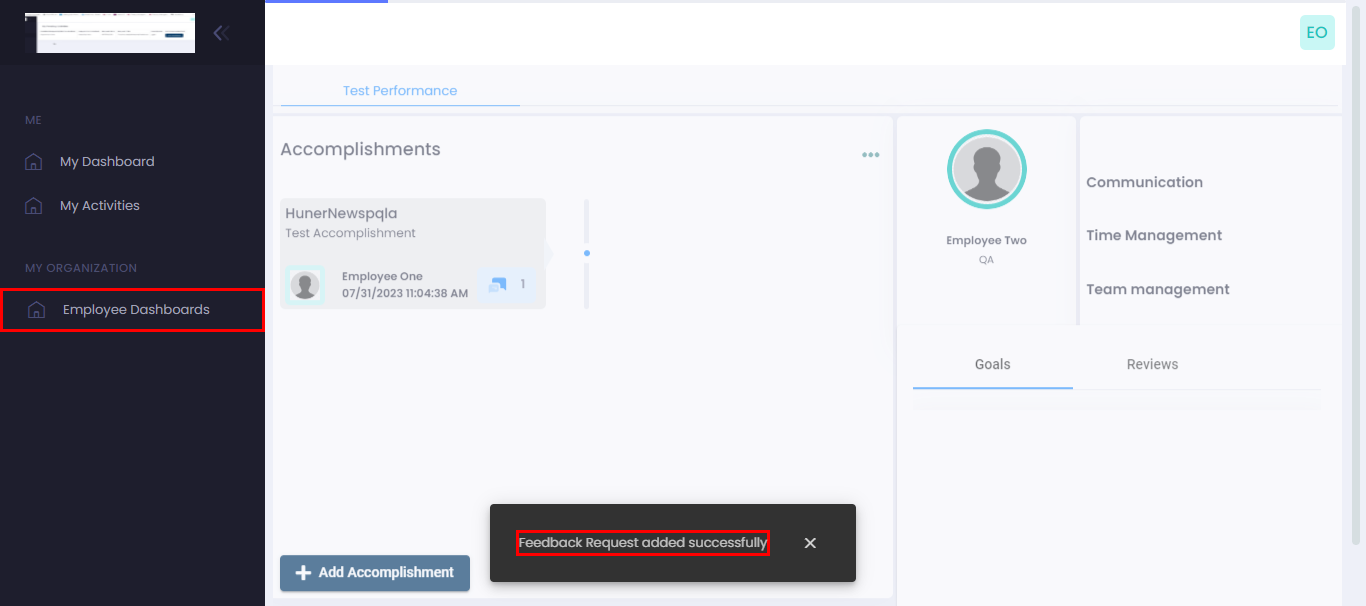 EO
ME
My Dashboard
My Activities
MY ORGANIZATION
Employee Dashboards
Test Performance
Accomplishments
HunerNewspqla
Test Accomplishment
Employee One
07/31/2023 11:04:38 AM
1
Add Accomplishment
Employee Two
QA
Communication
Time Management
Team management
Goals
Reviews
Feedback Request added successfully